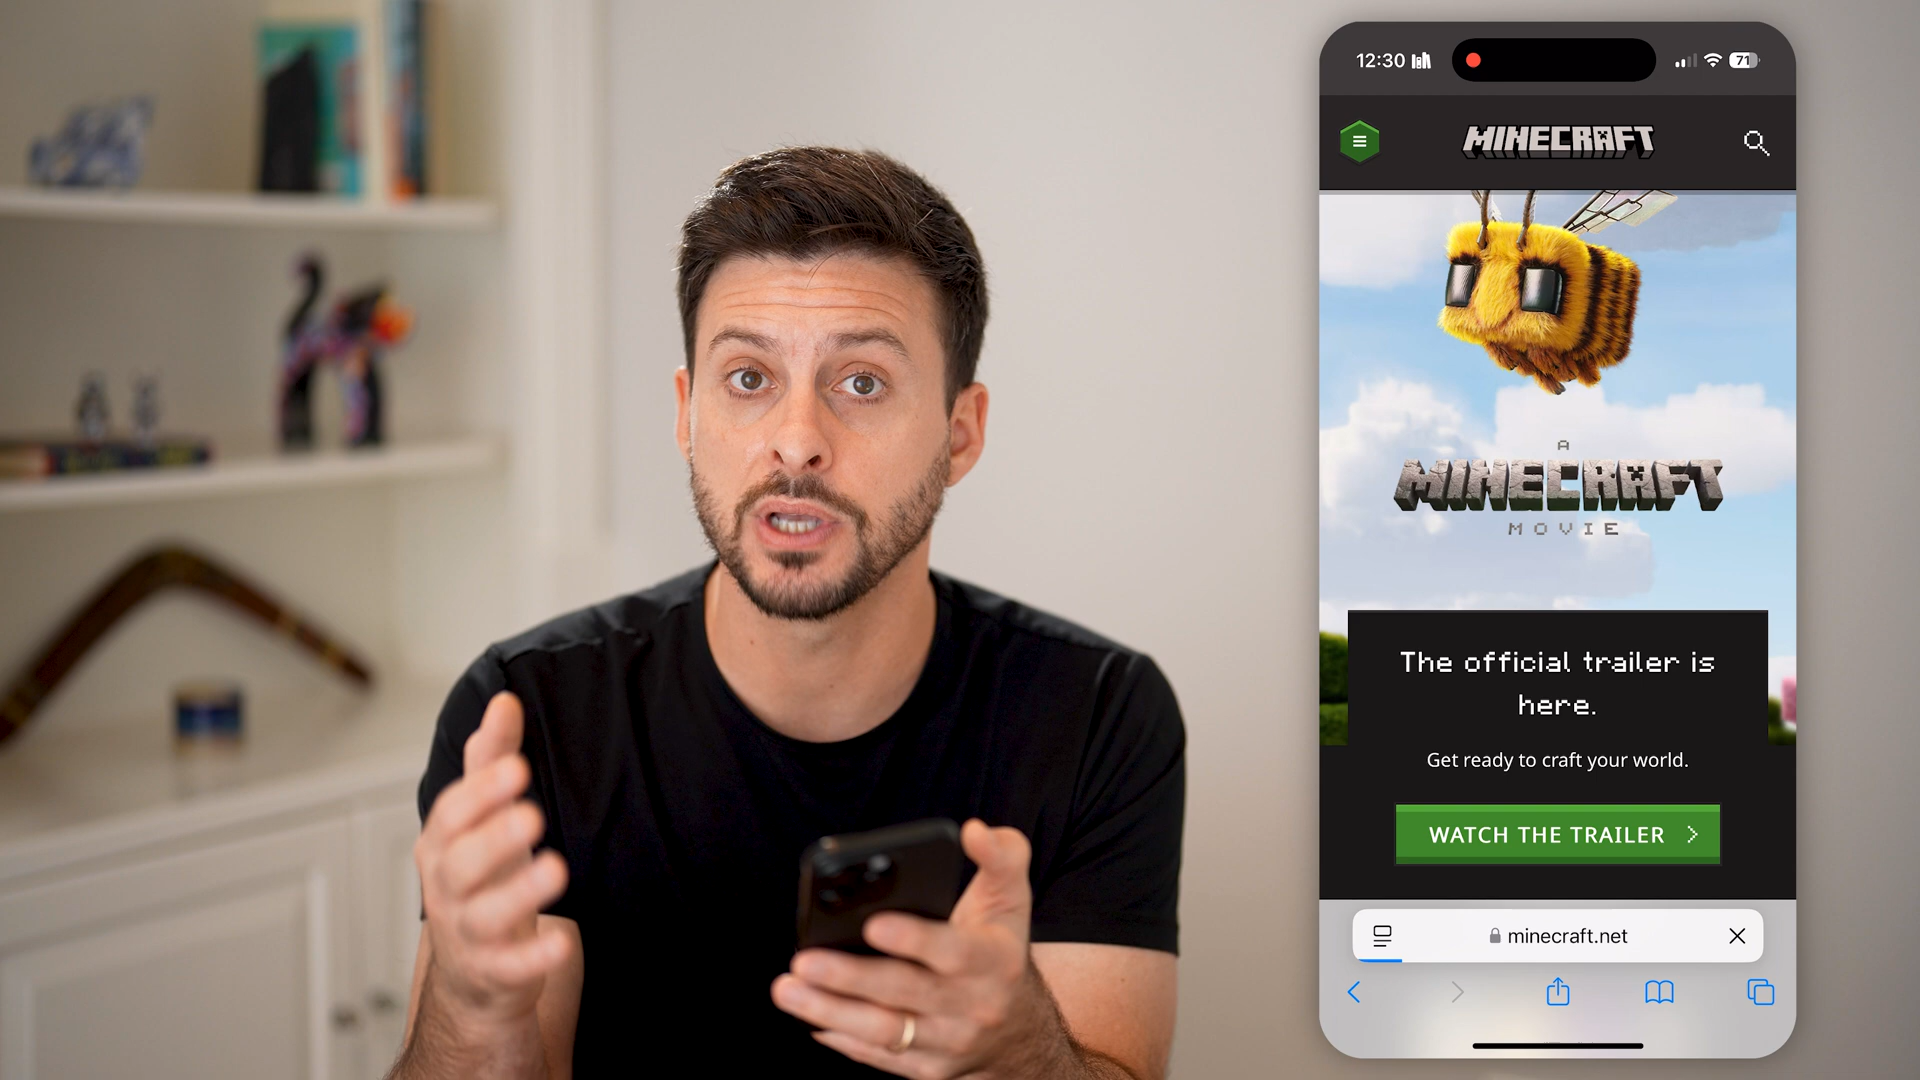 12:30
71
MINECRAFT
A
MINECRAFT
MOVIE
The official trailer is
here.
Get ready to craft your world.
WATCH THE TRAILER
minecraft.net